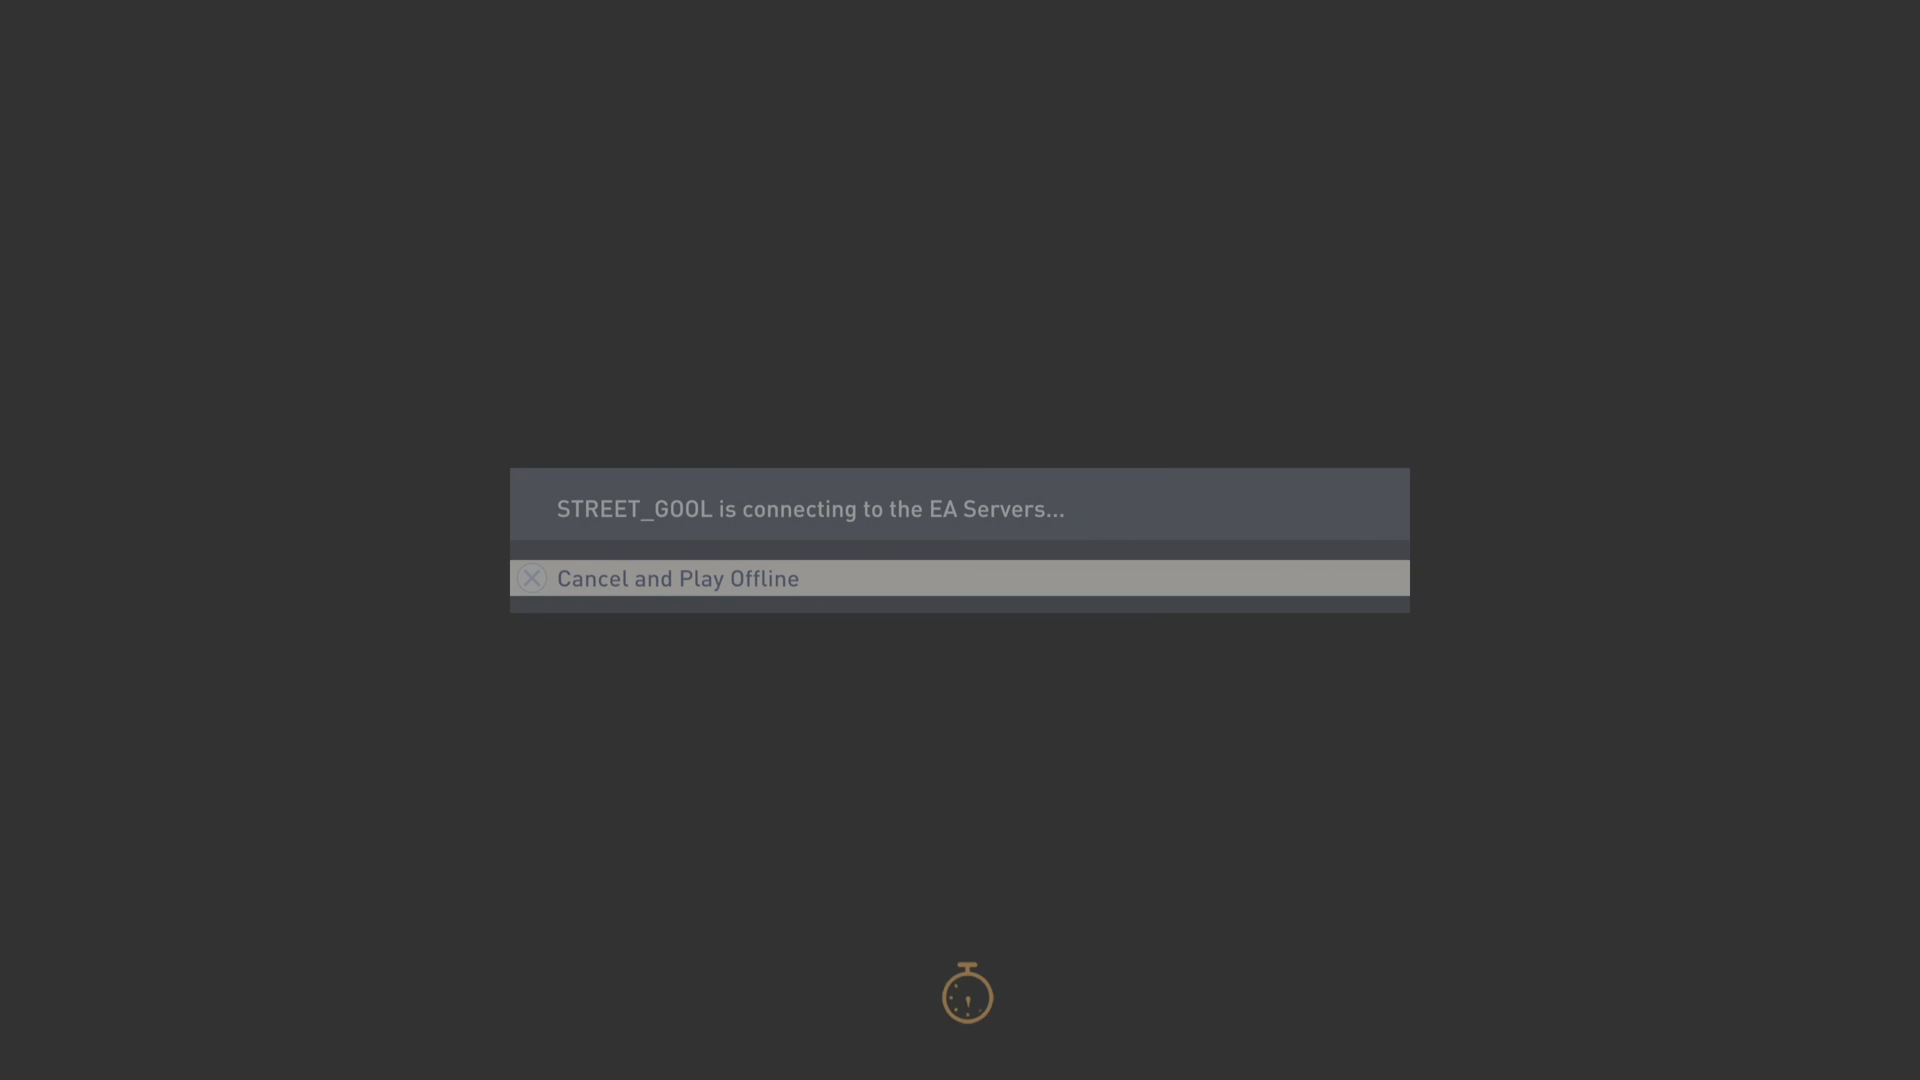 STREET_GOOL is connecting to the EA Servers...
Cancel and Play Offline